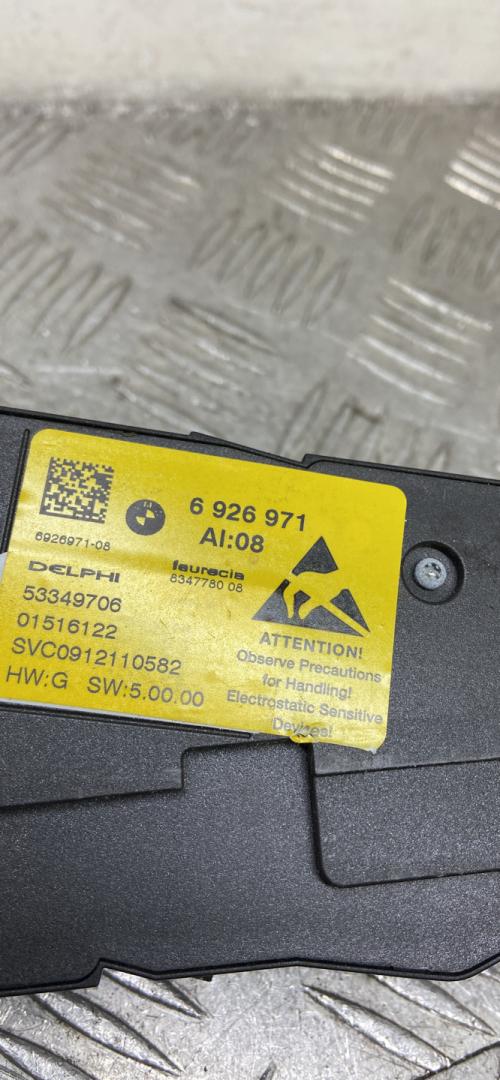 6926971-08
6 926 971
AI:08
DELPHI
faurecia
8347780 08
53349706
01516122
SVC0912110582
HW:G SW:5.00.00
ATTENTION!
Observe Precautions
for Handling!
Electrostatic Sensitive
Devices!